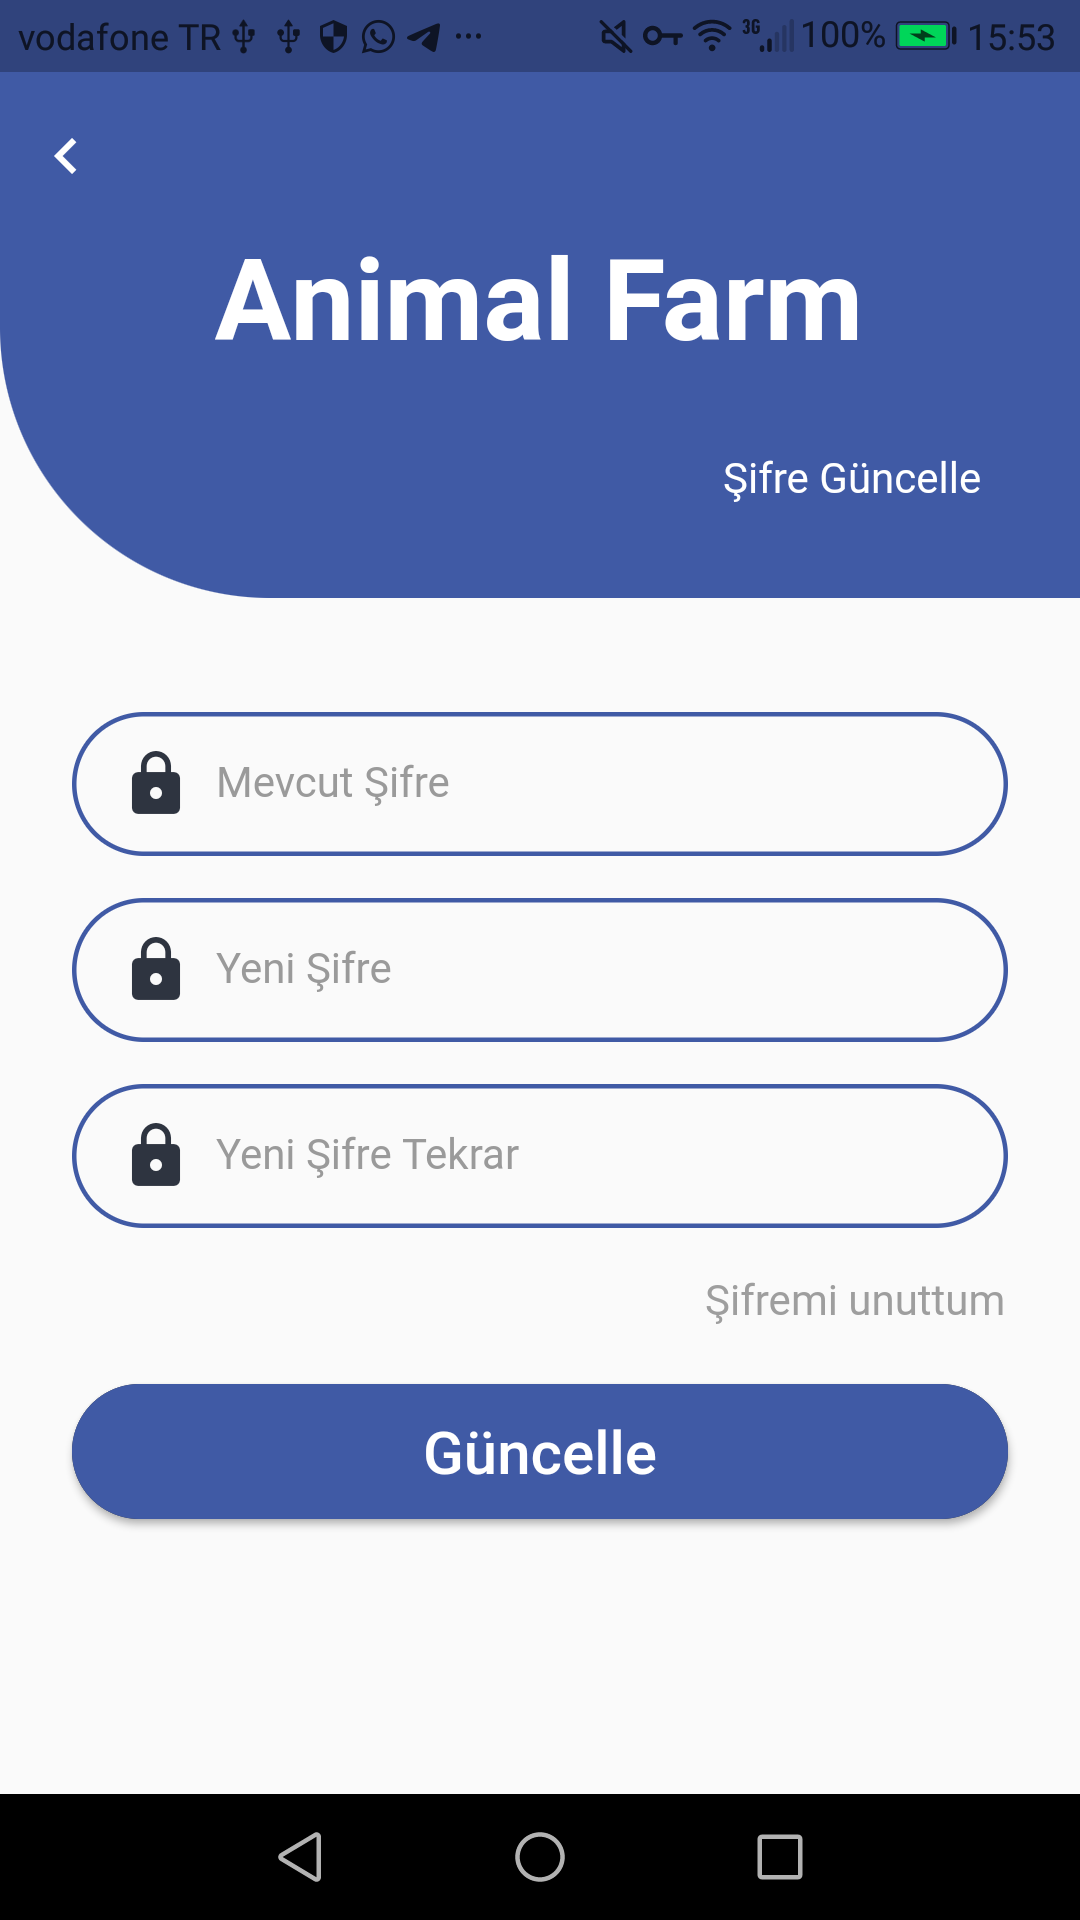 vodafone TR 3G 100% 15:53
Animal Farm
Şifre Güncelle
Mevcut Şifre
Yeni Şifre
Yeni Şifre Tekrar
Şifremi unuttum
Güncelle